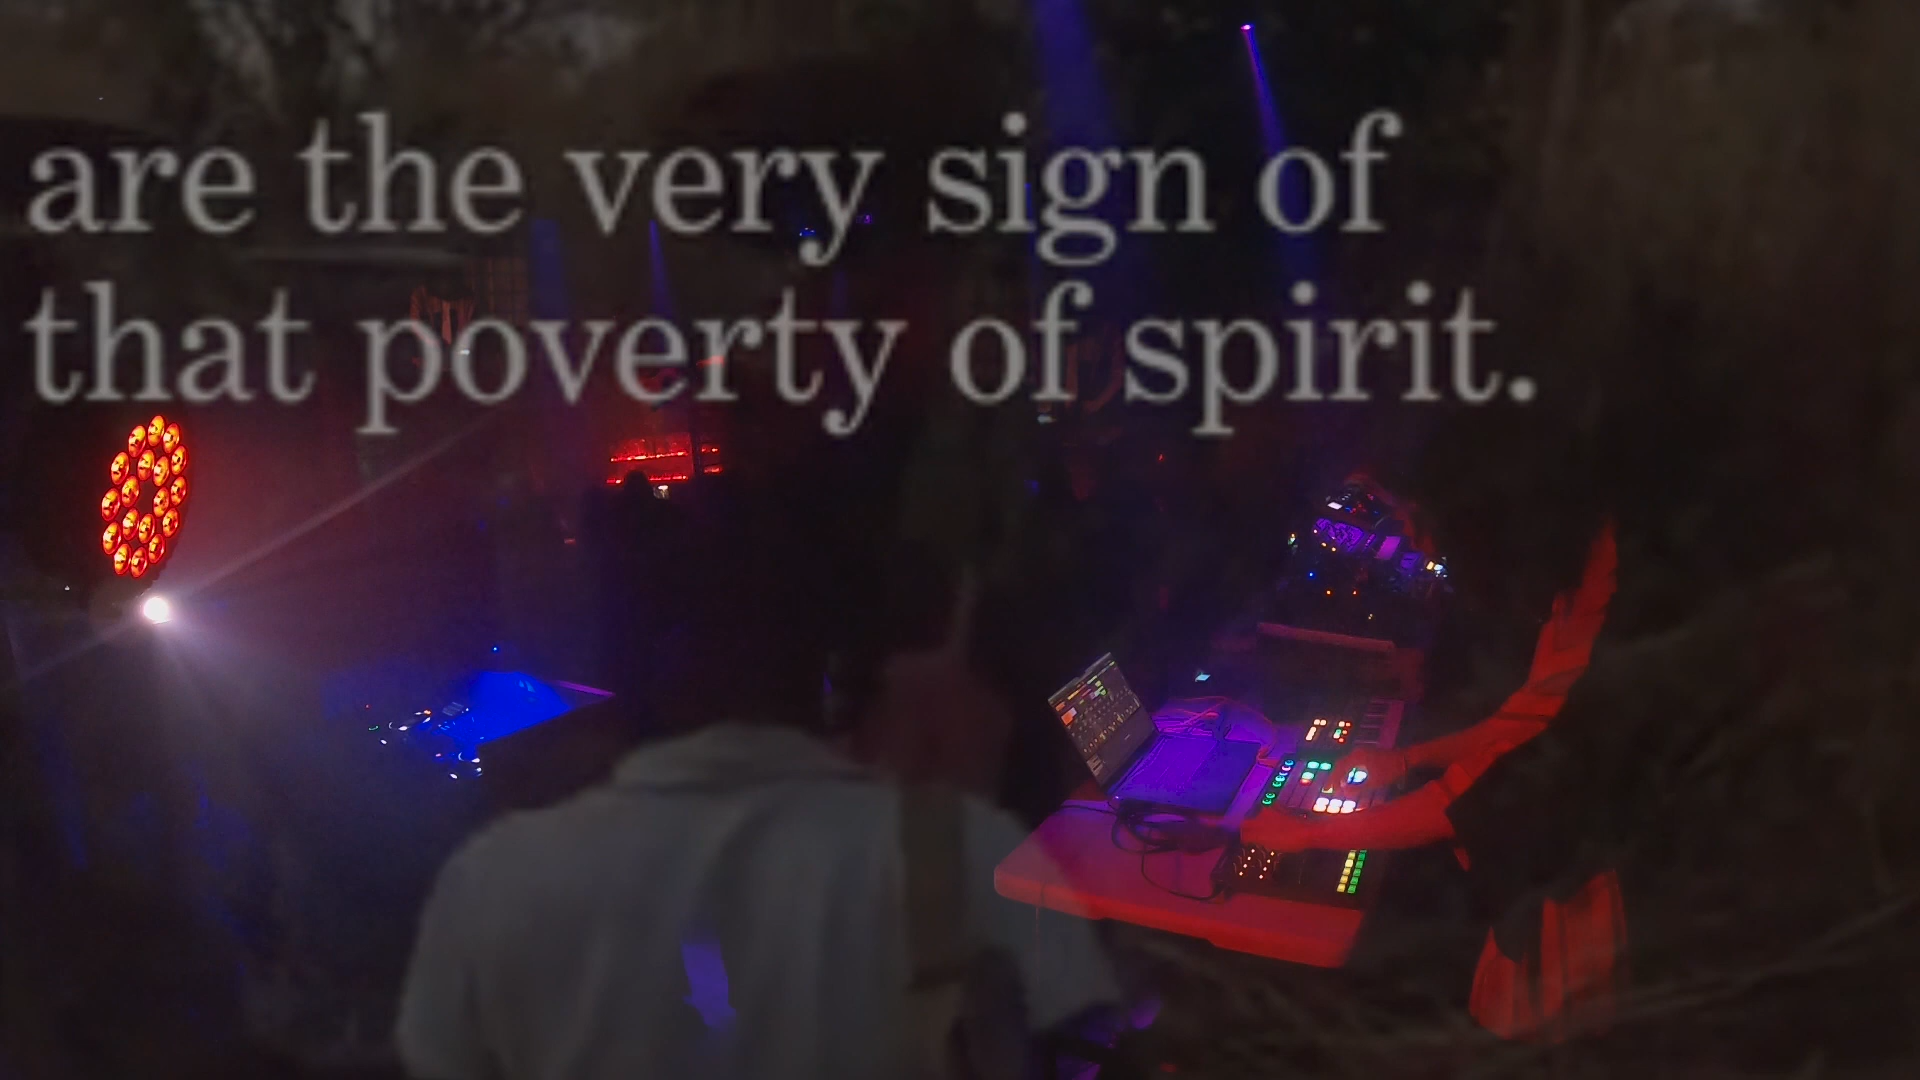 are the very sign of
that poverty of spirit.